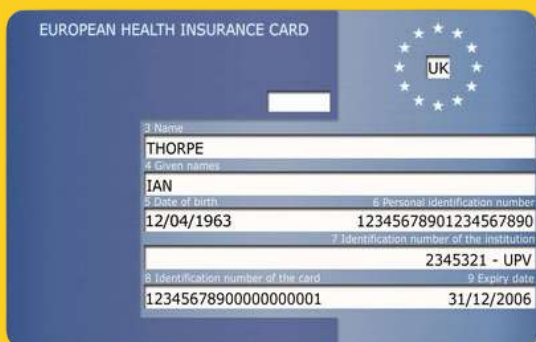 EUROPEAN HEALTH INSURANCE CARD
UK
3 Name
THORPE
4 Given names
IAN
5 Date of birth 6 Personal identification number
12/04/1963 12345678901234567890
7 Identification number of the institution
2345321 - UPV
8 Identification number of the card 9 Expiry date
12345678900000000001 31/12/2006